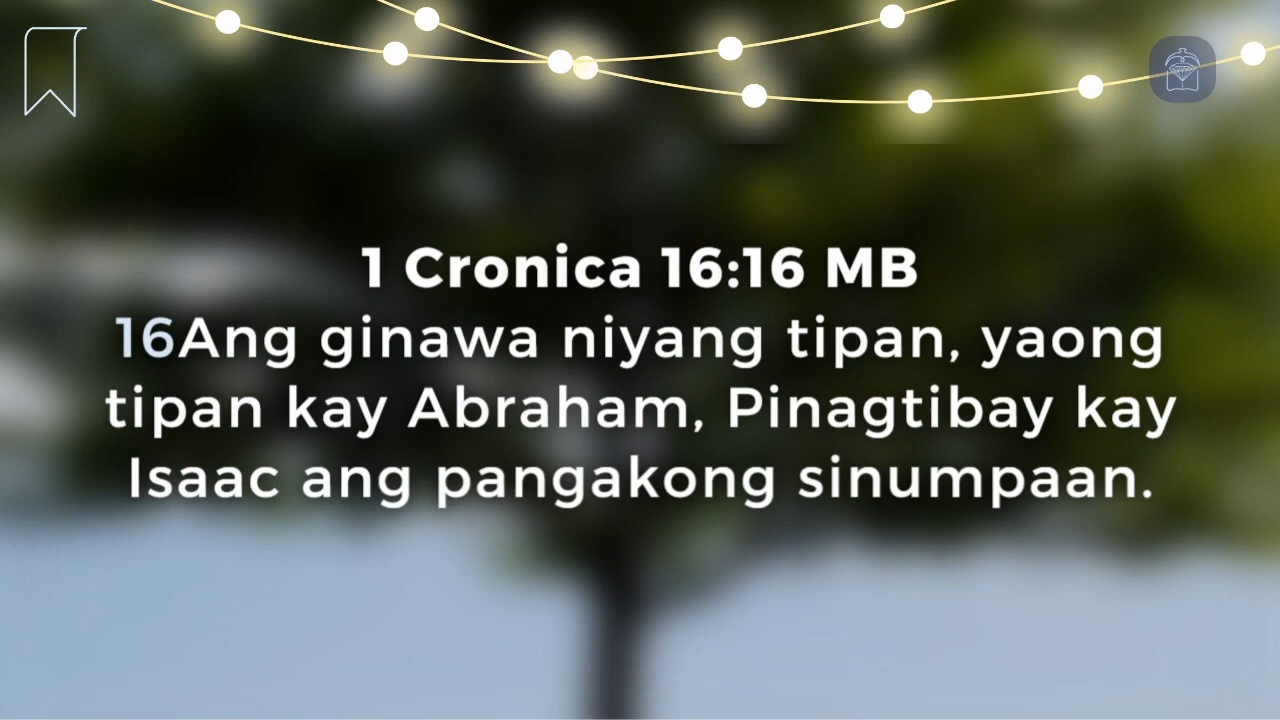 1 Cronica 16:16 MB
16Ang ginawa niyang tipan, yaong
tipan kay Abraham, Pinagtibay kay
Isaac ang pangakong sinumpaan.